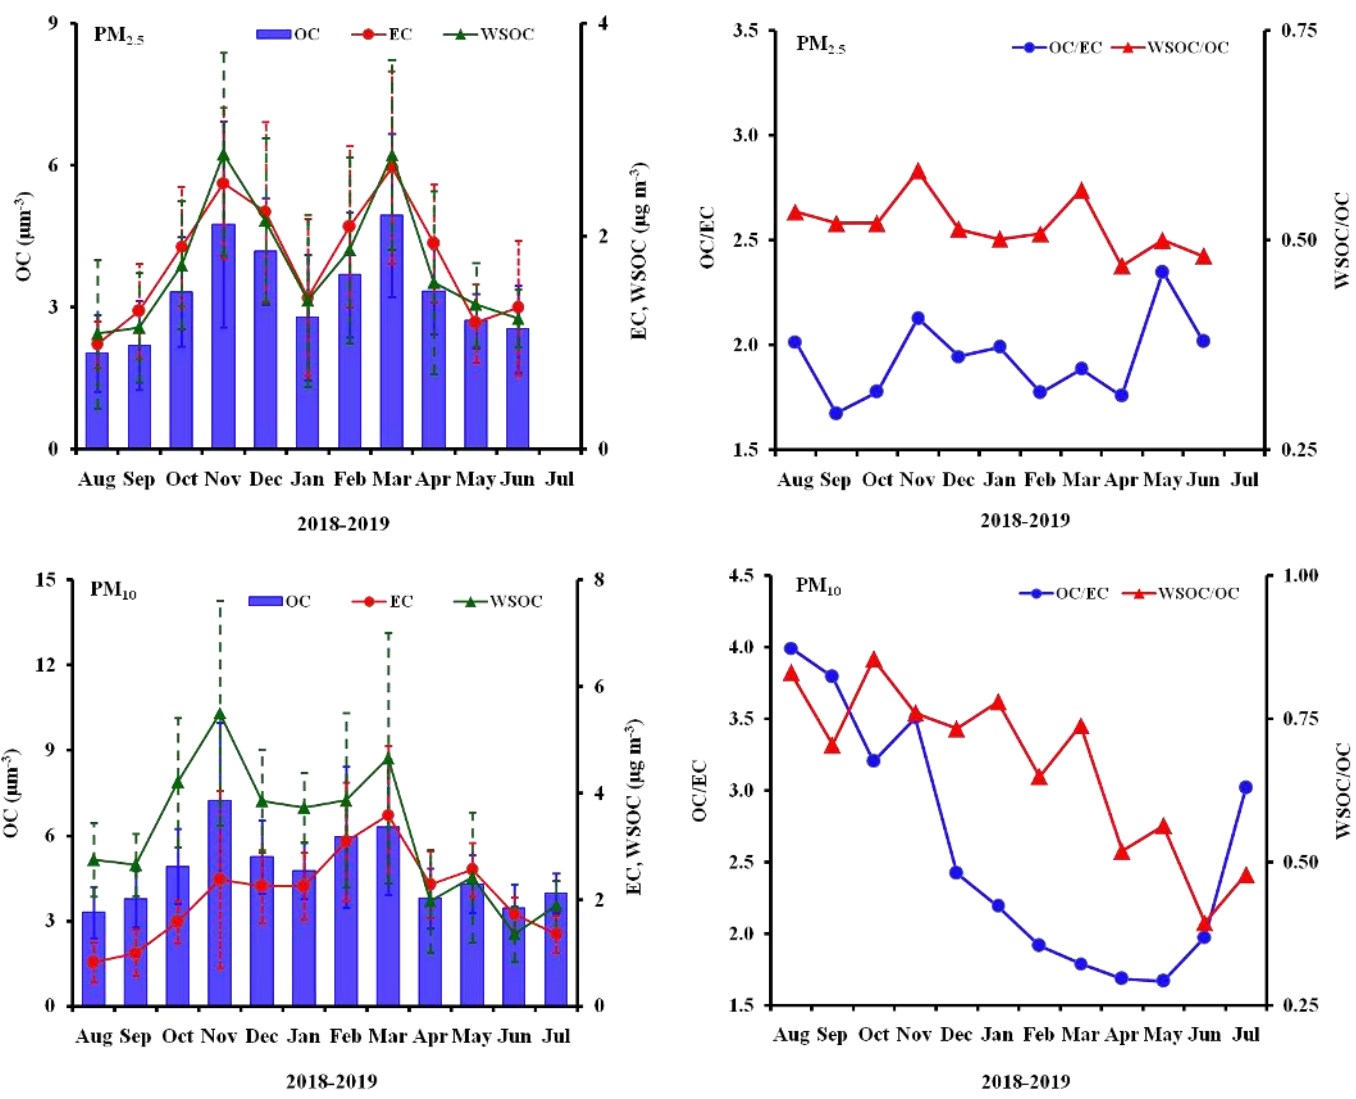 PM2.5
OC EC WSOC
9
6
3
0
4
2
0
OC (μm⁻³)
EC, WSOC (μg m⁻³)
Aug Sep Oct Nov Dec Jan Feb Mar Apr May Jun Jul
2018-2019
PM2.5
OC/EC WSOC/OC
3.5
3.0
2.5
2.0
1.5
0.75
0.50
0.25
OC/EC
WSOC/OC
Aug Sep Oct Nov Dec Jan Feb Mar Apr May Jun Jul
2018-2019
PM10
OC EC WSOC
15
12
9
6
3
0
8
6
4
2
0
OC (μm⁻³)
EC, WSOC (μg m⁻³)
Aug Sep Oct Nov Dec Jan Feb Mar Apr May Jun Jul
2018-2019
PM10
OC/EC WSOC/OC
4.5
4.0
3.5
3.0
2.5
2.0
1.5
1.00
0.75
0.50
0.25
OC/EC
WSOC/OC
Aug Sep Oct Nov Dec Jan Feb Mar Apr May Jun Jul
2018-2019